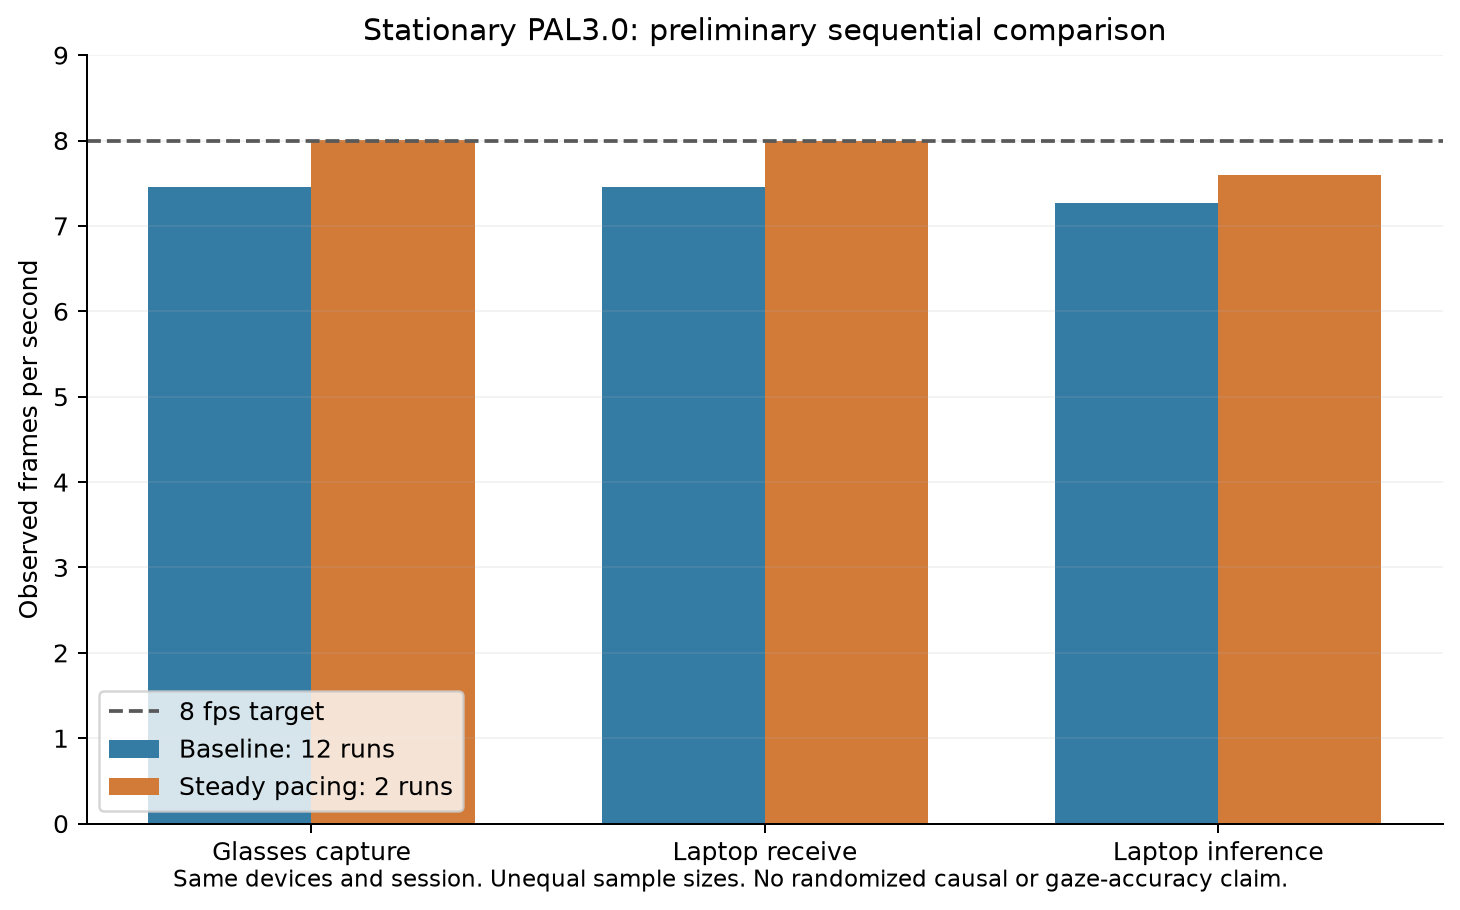 Stationary PAL3.0: preliminary sequential comparison
Observed frames per second
9
8
7
6
5
4
3
2
1
0
8 fps target
Baseline: 12 runs
Steady pacing: 2 runs
Glasses capture
Laptop receive
Laptop inference
Same devices and session. Unequal sample sizes. No randomized causal or gaze-accuracy claim.